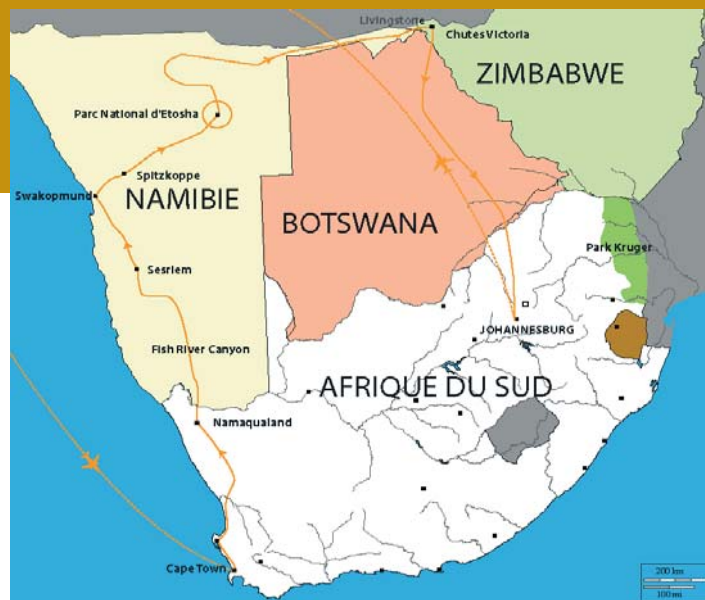 Livingstone
Chutes Victoria
ZIMBABWE
Parc National d'Etosha
Spitzkoppe
Swakopmund
NAMIBIE
BOTSWANA
Park Kruger
Sesriem
JOHANNESBURG
Fish River Canyon
AFRIQUE DU SUD
Namaqualand
Cape Town
200 km
100 mi